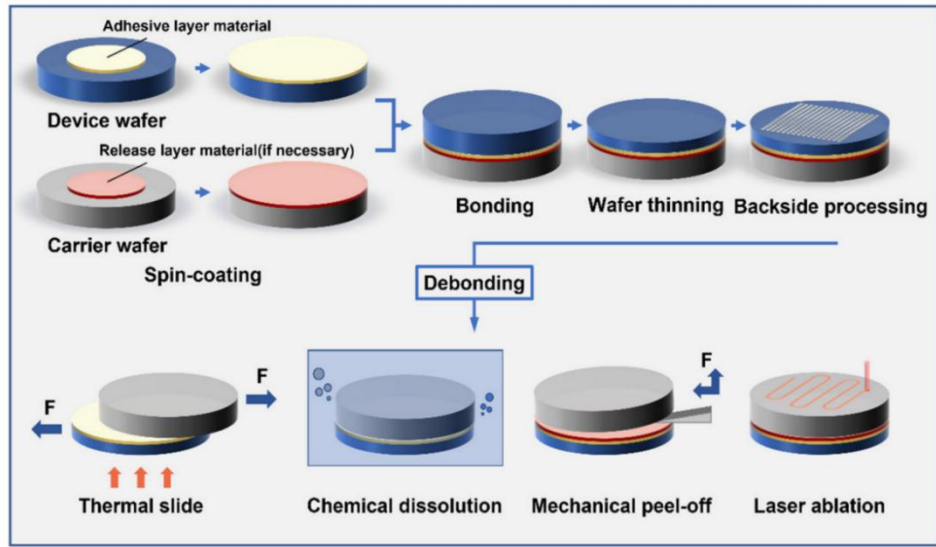 Adhesive layer material
Device wafer
Release layer material(if necessary)
Carrier wafer
Spin-coating
Bonding
Wafer thinning
Backside processing
Debonding
F
F
Thermal slide
Chemical dissolution
F
Mechanical peel-off
Laser ablation